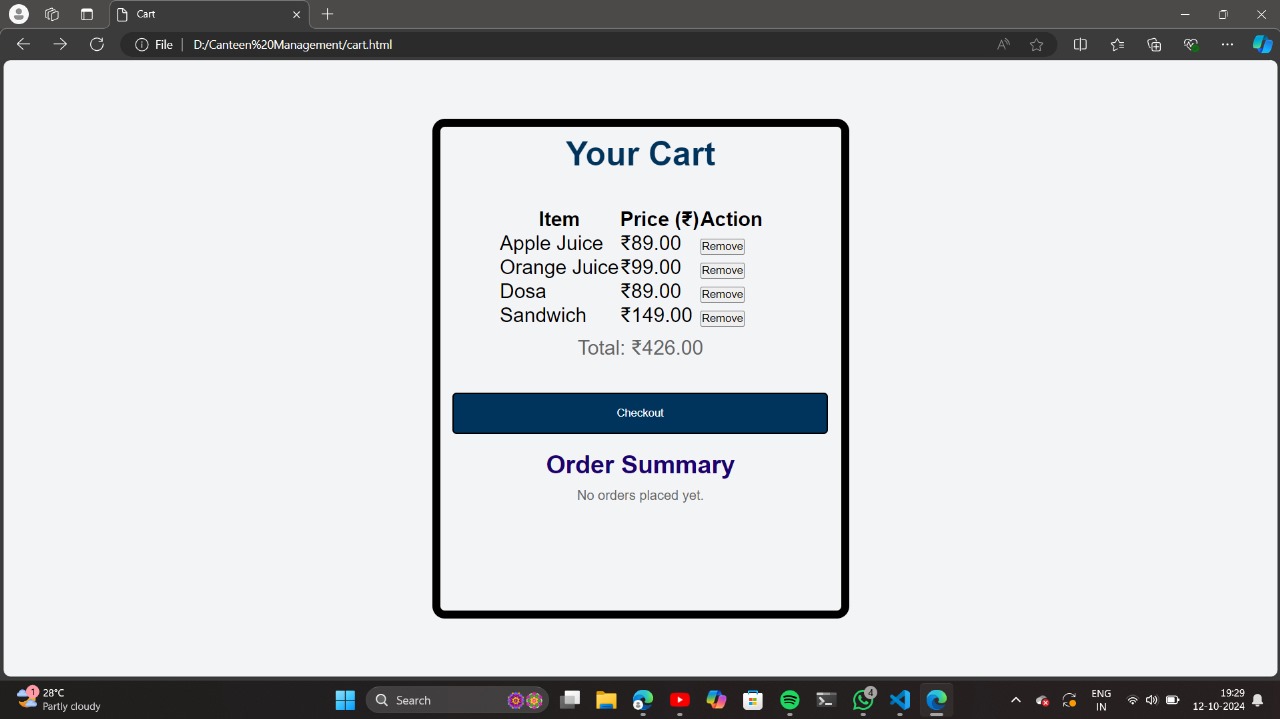 Cart
File
D:/Canteen%20Management/cart.html
Your Cart
Item Price (₹) Action
Apple Juice ₹89.00 Remove
Orange Juice ₹99.00 Remove
Dosa ₹89.00 Remove
Sandwich ₹149.00 Remove
Total: ₹426.00
Checkout
Order Summary
No orders placed yet.
1
28°C
Partly cloudy
Search
4
ENG
IN
19:29
12-10-2024